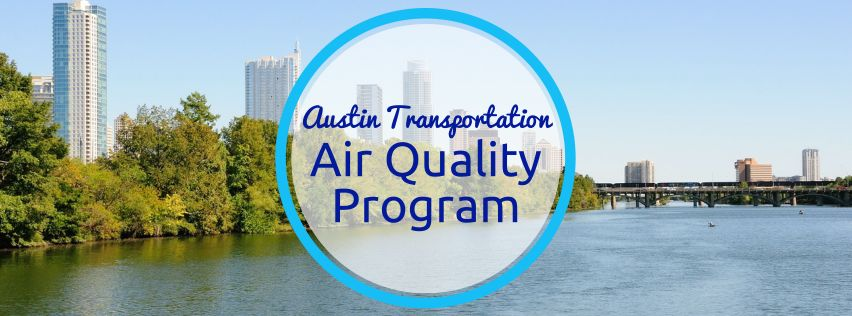 Austin Transportation
Air Quality
Program